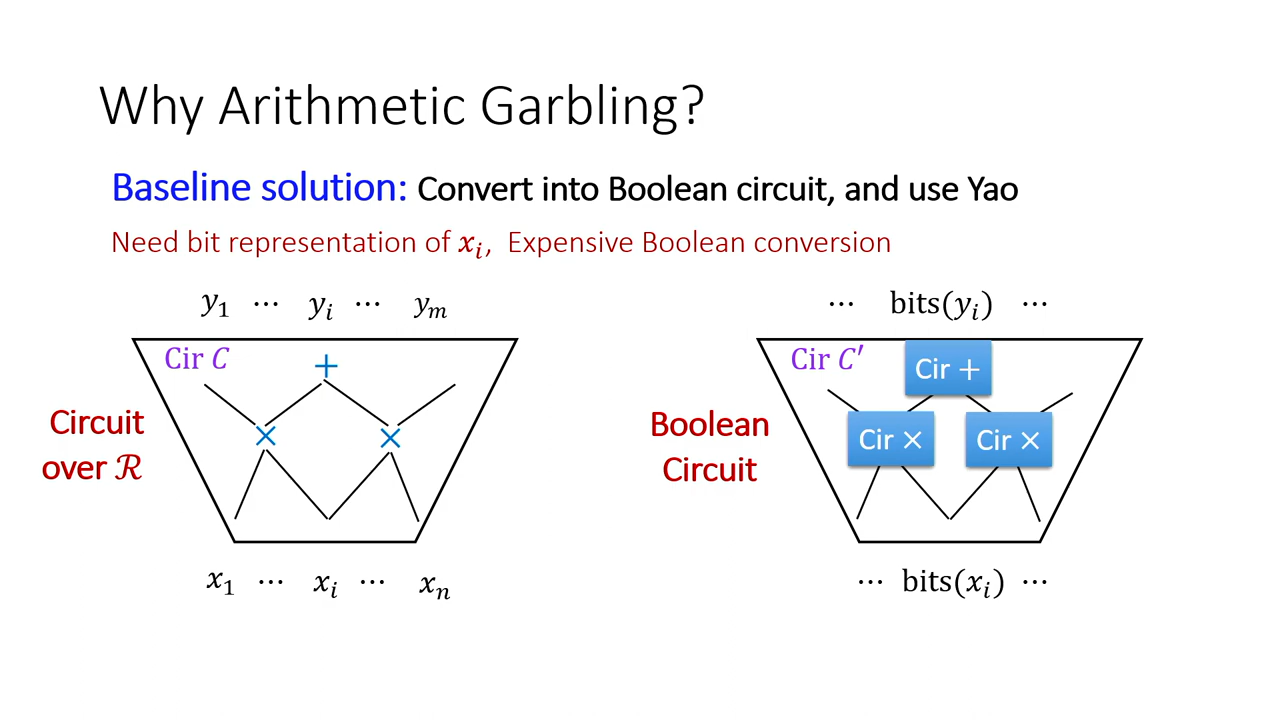 Why Arithmetic Garbling?
Baseline solution: Convert into Boolean circuit, and use Yao
Need bit representation of 𝒙ᵢ, Expensive Boolean conversion
y₁ ⋯ yᵢ ⋯ yₘ
Cir C
+
× ×
Circuit
over ℛ
x₁ ⋯ xᵢ ⋯ xₙ
⋯ bits(yᵢ) ⋯
Cir C′
Cir +
Cir × Cir ×
Boolean
Circuit
⋯ bits(xᵢ) ⋯